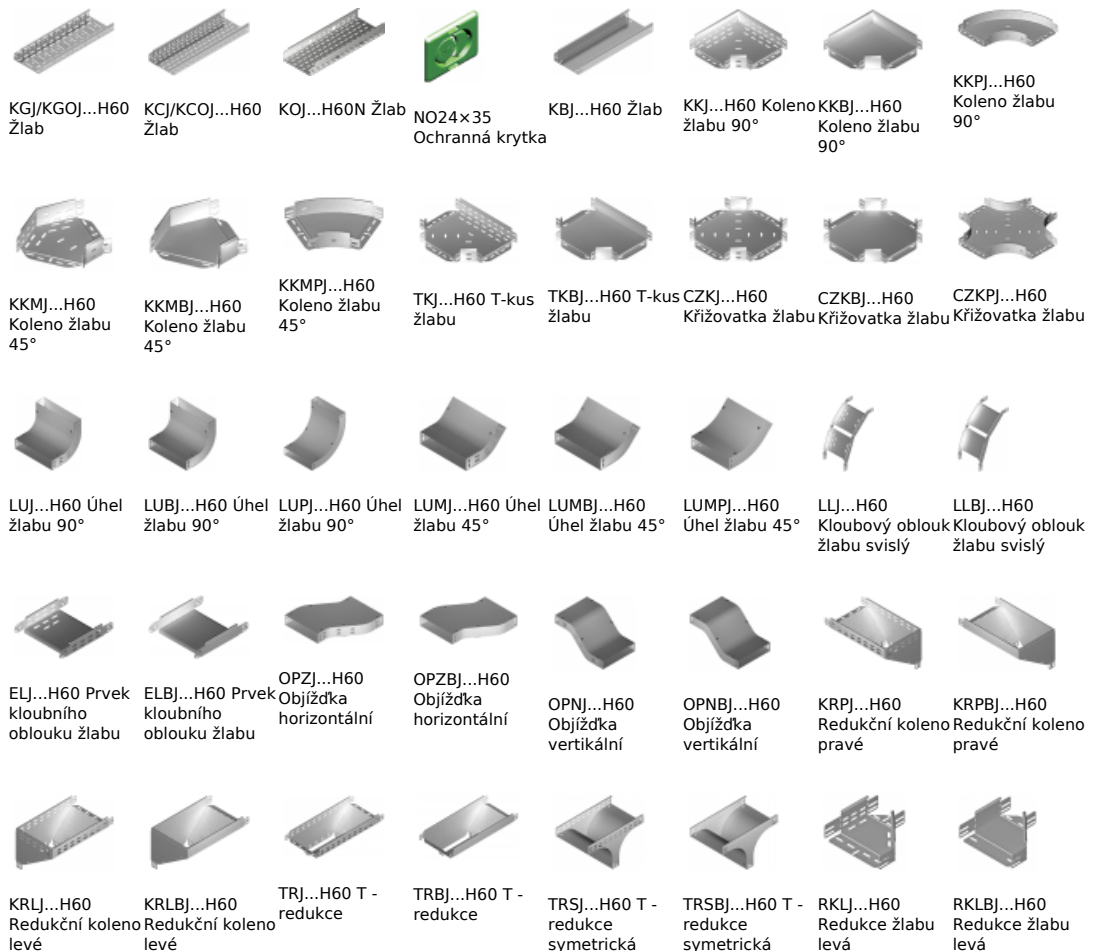 KGJ/KGOJ...H60
Žlab
KCJ/KCOJ...H60
Žlab
KOJ...H60N Žlab
NO24×35
Ochranná krytka
KBJ...H60 Žlab
KKJ...H60 Koleno
žlabu 90°
KKBJ...H60
Koleno žlabu
90°
KKPJ...H60
Koleno žlabu
90°
KKMJ...H60
Koleno žlabu
45°
KKMBJ...H60
Koleno žlabu
45°
KKMPJ...H60
Koleno žlabu
45°
TKJ...H60 T-kus
žlabu
TKBJ...H60 T-kus
žlabu
CZKJ...H60
Křižovatka žlabu
CZKBJ...H60
Křižovatka žlabu
CZKPJ...H60
Křižovatka žlabu
LUJ...H60 Úhel
žlabu 90°
LUBJ...H60 Úhel
žlabu 90°
LUPJ...H60 Úhel
žlabu 90°
LUMJ...H60 Úhel
žlabu 45°
LUMBJ...H60
Úhel žlabu 45°
LUMPJ...H60
Úhel žlabu 45°
LLJ...H60
Kloubový oblouk
žlabu svislý
LLBJ...H60
Kloubový oblouk
žlabu svislý
ELJ...H60 Prvek
kloubního
oblouku žlabu
ELBJ...H60 Prvek
kloubního
oblouku žlabu
OPZJ...H60
Objížďka
horizontální
OPZBJ...H60
Objížďka
horizontální
OPNJ...H60
Objížďka
vertikální
OPNBJ...H60
Objížďka
vertikální
KRPJ...H60
Redukční koleno
pravé
KRPBJ...H60
Redukční koleno
pravé
KRLJ...H60
Redukční koleno
levé
KRLBJ...H60
Redukční koleno
levé
TRJ...H60 T -
redukce
TRBJ...H60 T -
redukce
TRSJ...H60 T -
redukce
symetrická
TRSBJ...H60 T -
redukce
symetrická
RKLJ...H60
Redukce žlabu
levá
RKLBJ...H60
Redukce žlabu
levá